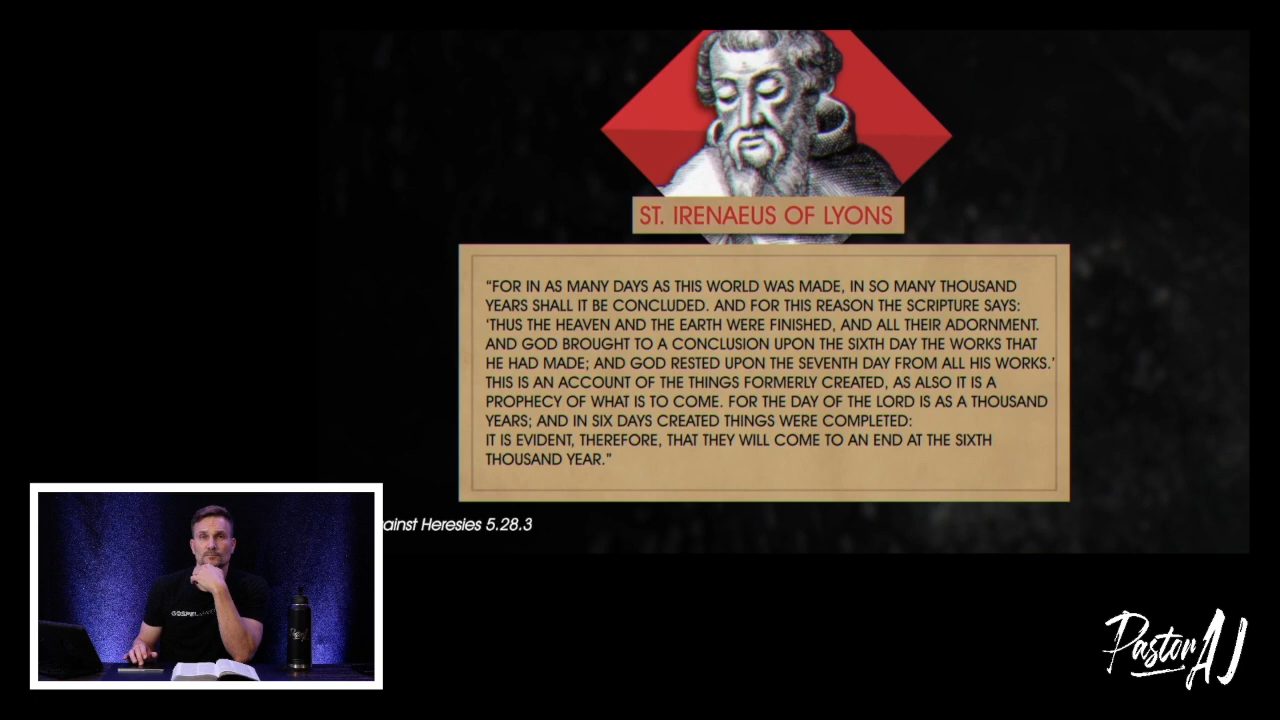 ST. IRENAEUS OF LYONS
“FOR IN AS MANY DAYS AS THIS WORLD WAS MADE, IN SO MANY THOUSAND
YEARS SHALL IT BE CONCLUDED. AND FOR THIS REASON THE SCRIPTURE SAYS:
‘THUS THE HEAVEN AND THE EARTH WERE FINISHED, AND ALL THEIR ADORNMENT.
AND GOD BROUGHT TO A CONCLUSION UPON THE SIXTH DAY THE WORKS THAT
HE HAD MADE; AND GOD RESTED UPON THE SEVENTH DAY FROM ALL HIS WORKS.’
THIS IS AN ACCOUNT OF THE THINGS FORMERLY CREATED, AS ALSO IT IS A
PROPHECY OF WHAT IS TO COME. FOR THE DAY OF THE LORD IS AS A THOUSAND
YEARS; AND IN SIX DAYS CREATED THINGS WERE COMPLETED:
IT IS EVIDENT, THEREFORE, THAT THEY WILL COME TO AN END AT THE SIXTH
THOUSAND YEAR.”
ainst Heresies 5.28.3
Pastor AJ